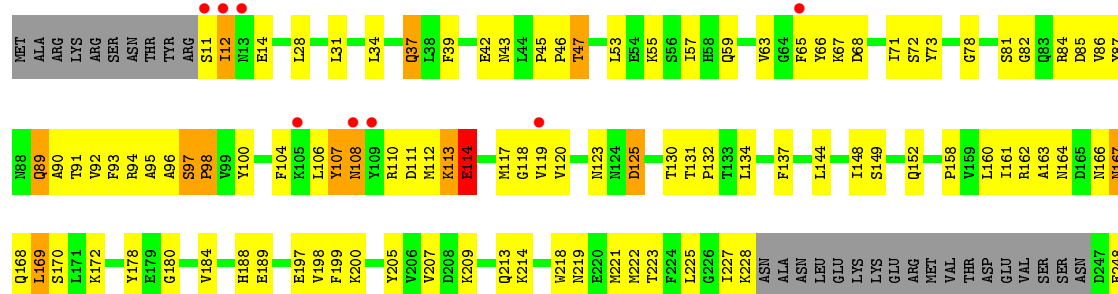 MET ALA ARG LYS ARG SER ASN THR TYR ARG S11 I12 N13 E14 L28 L31 L34 Q37 L38 F39 E42 N43 L44 P45 P46 T47 L53 E54 K55 S56 I57 H58 Q59 V63 G64 F65 Y66 K67 D68 I71 S72 Y73 G78 S81 G82 Q83 R84 D85 V86 Y87
N88 Q89 A90 T91 V92 F93 R94 A95 A96 S97 P98 V99 Y100 F104 K105 L106 Y107 N108 Y109 R110 D111 M112 K113 E114 M117 G118 V119 V120 N123 N124 D125 T130 T131 P132 T133 L134 F137 L144 I148 S149 Q152 P158 V159 L160 I161 R162 A163 N164 D165 N166 N167
Q168 L169 S170 L171 K172 Y178 E179 G180 V184 H188 E189 E197 V198 F199 K200 Y205 V206 V207 D208 K209 Q213 K214 W218 N219 E220 M221 M222 T223 F224 L225 G226 I227 K228 ASN ALA ASN LEU GLU LYS LYS GLU ARG MET VAL THR ASP GLU VAL SER SER ASN D247 E248